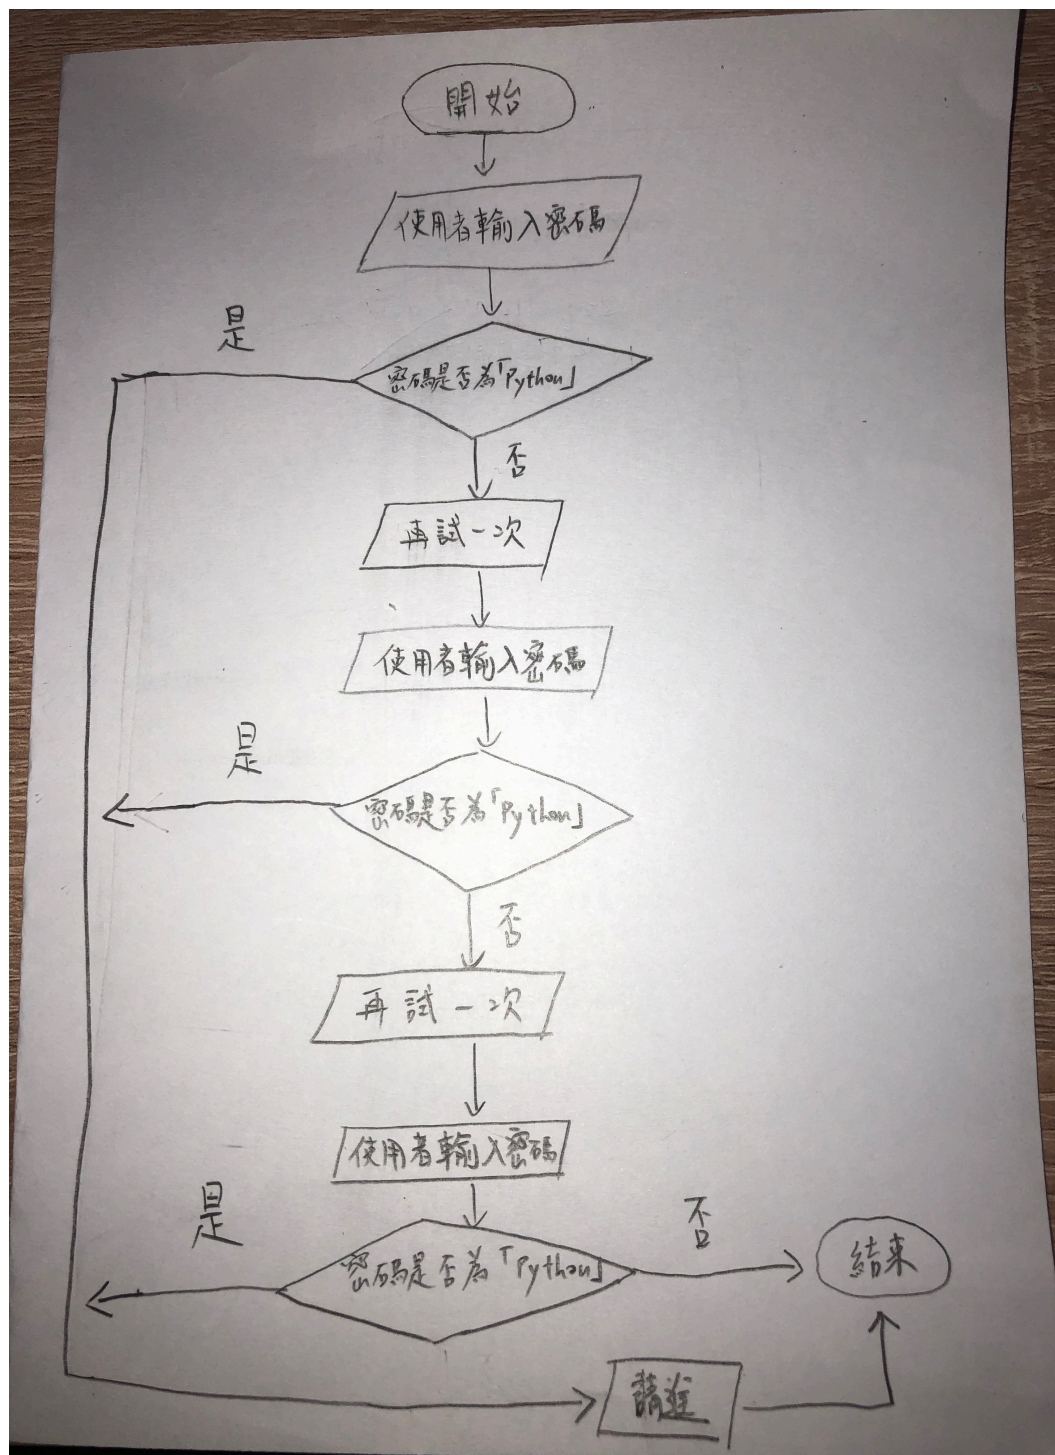 開始
使用者輸入密碼
是
密碼是否為「Python」
否
再試一次
使用者輸入密碼
是
密碼是否為「Python」
否
再試一次
使用者輸入密碼
是
否
密碼是否為「Python」
結束
請進